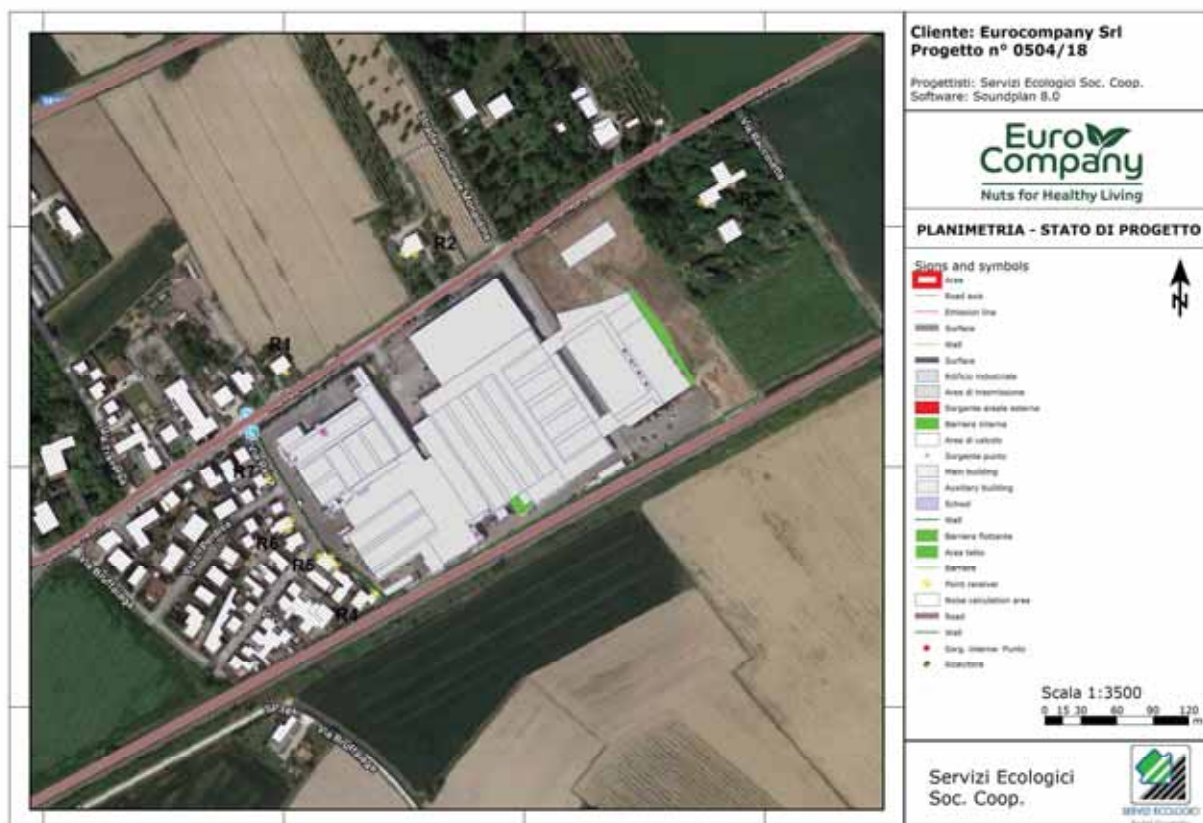 Cliente: Eurocompany Srl
Progetto n° 0504/18
Progettisti: Servizi Ecologici Soc. Coop.
Software: Soundplan 8.0
Euro
Company
Nuts for Healthy Living
PLANIMETRIA - STATO DI PROGETTO
Signs and symbols
Area
Road axis
Emission line
Surface
Wall
Surface
Edificio industriale
Area di trasmissione
Sorgente areale esterna
Barriera interna
Area di calcolo
Sorgente punto
Main building
Auxiliary building
School
Wall
Barriera flottante
Area tetto
Barriera
Point receiver
Noise calculation area
Road
Wall
Sorg. interna Punto
Ricevitore
N
Scala 1:3500
0 15 30 60 90 120
m
Servizi Ecologici
Soc. Coop.
SERVIZI ECOLOGICI
R2
R1
R7
R6
R5
R4